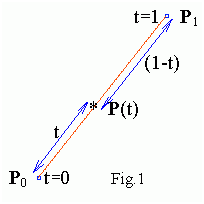 t=1 P₁
(1-t)
t * P(t)
P₀ t=0 Fig.1